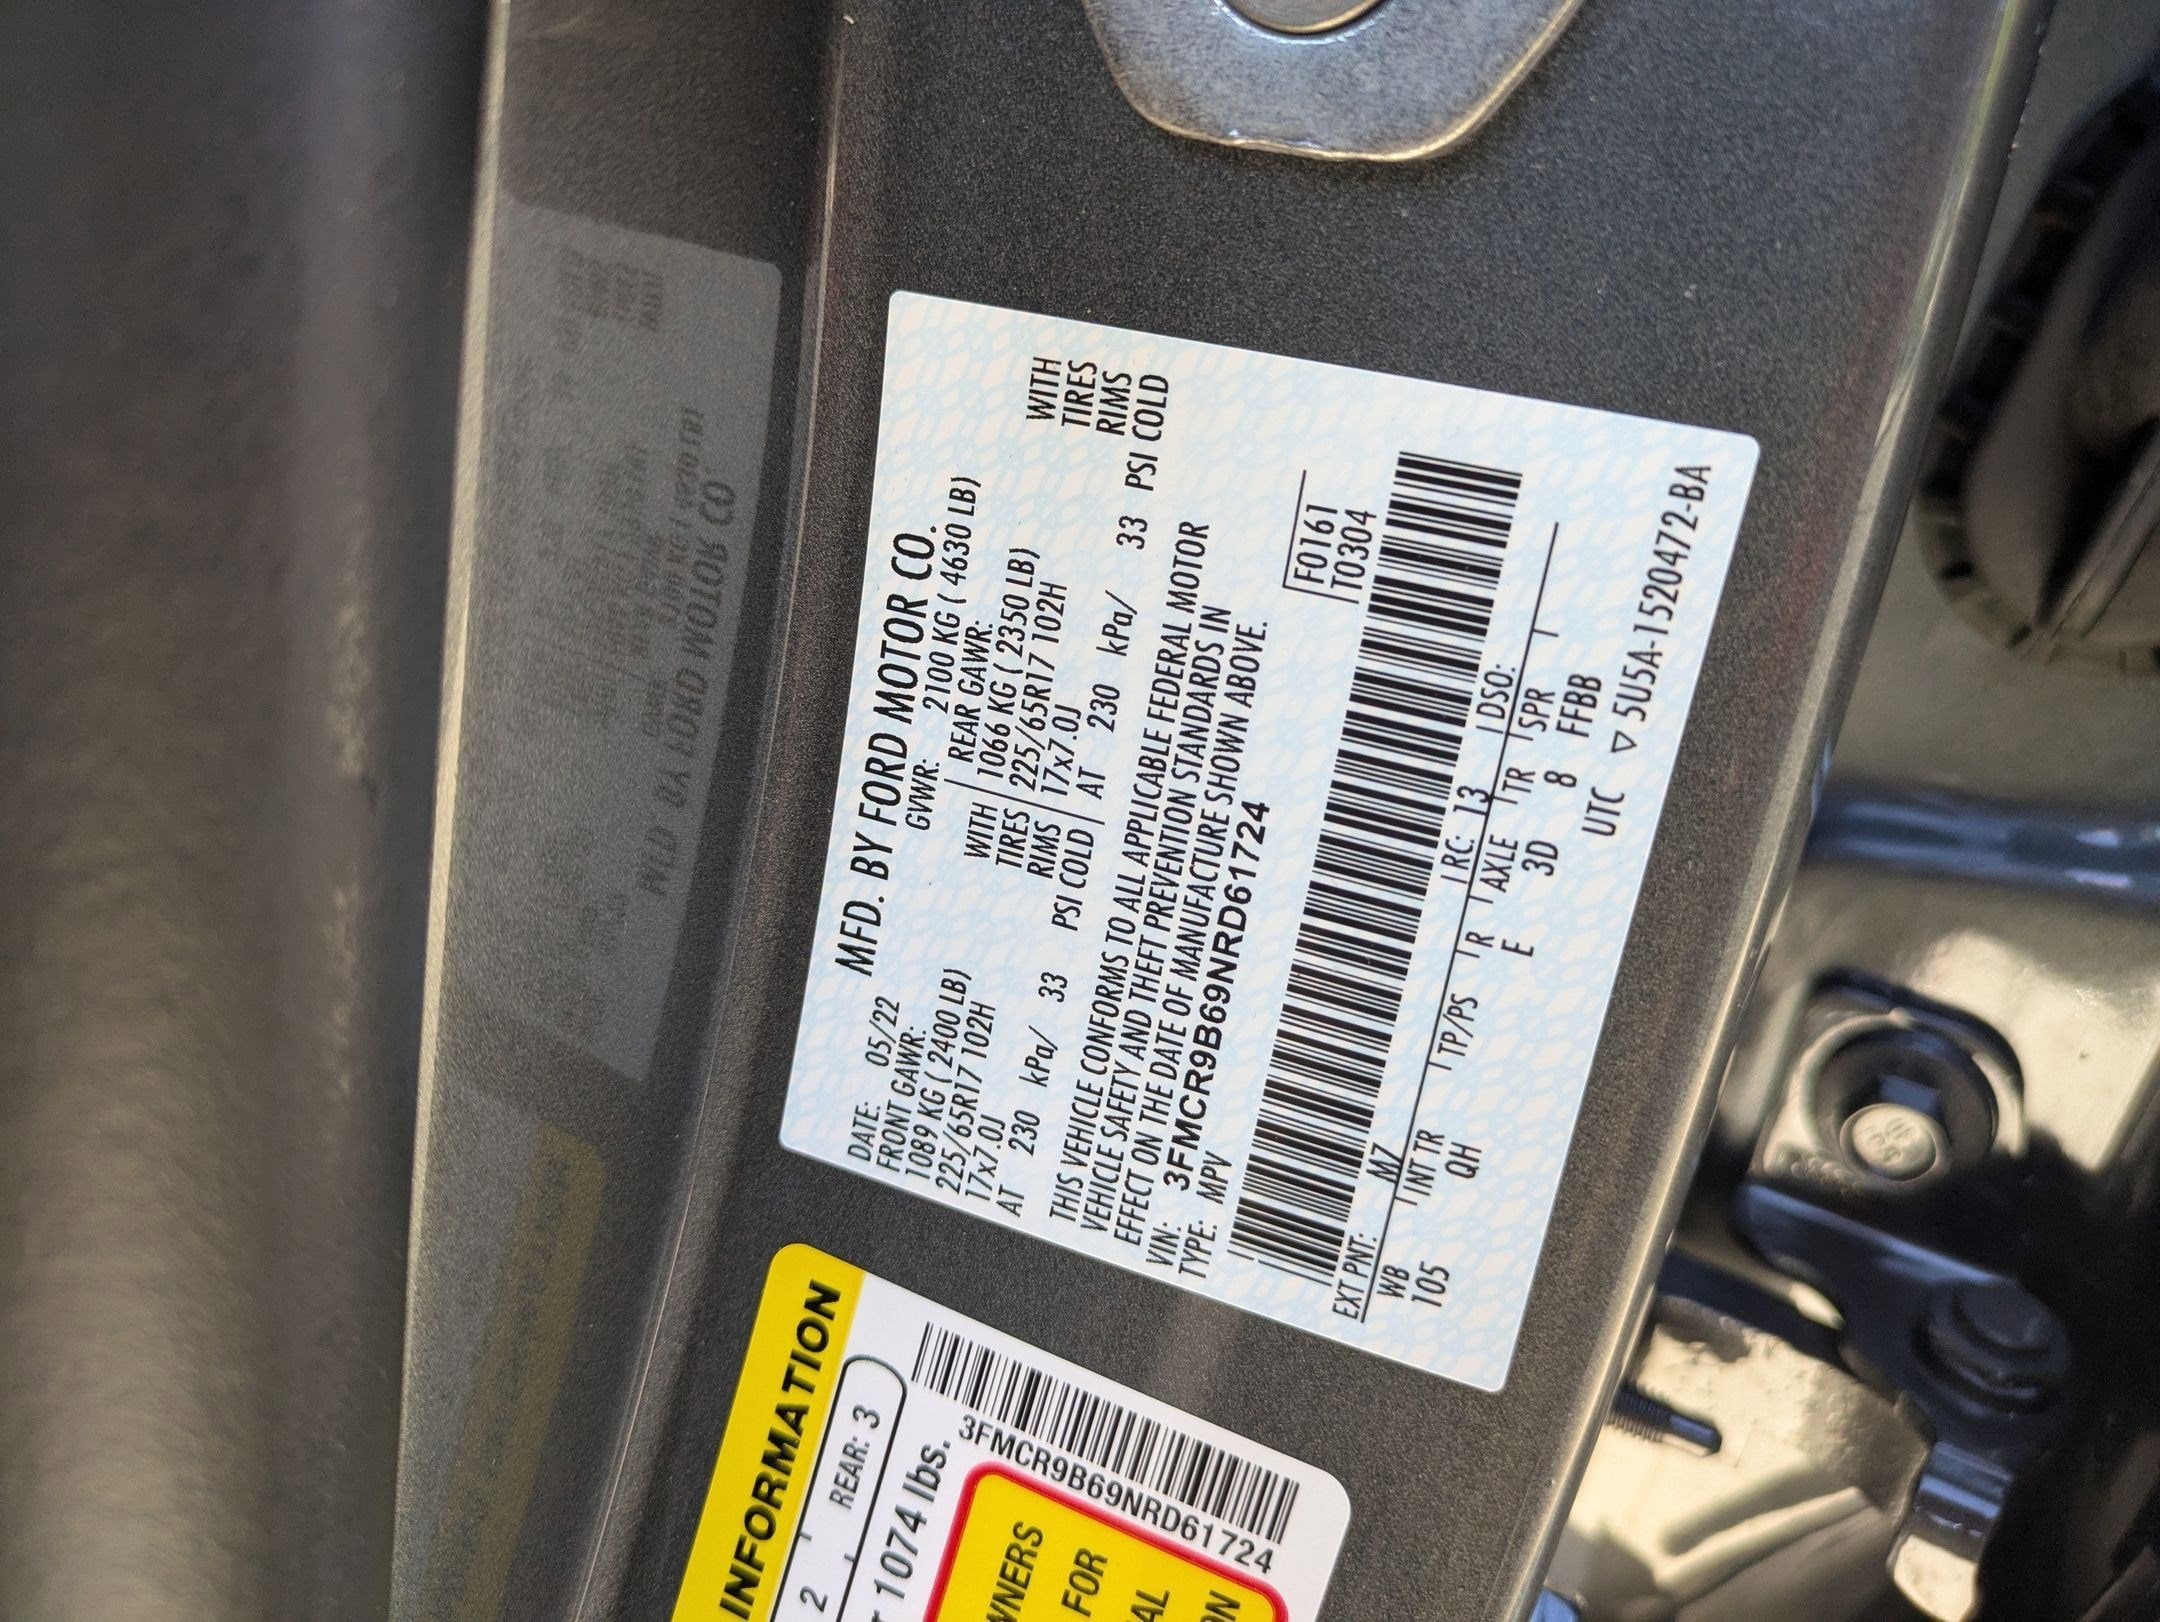 MFD. BY FORD MOTOR CO.
DATE: 05/22 GVWR: 2100 KG ( 4630 LB)
FRONT GAWR: REAR GAWR:
1089 KG ( 2400 LB) WITH 1066 KG ( 2350 LB) WITH
225/65R17 102H TIRES 225/65R17 102H TIRES
17x7.0J RIMS 17x7.0J RIMS
AT 230 kPa/ 33 PSI COLD AT 230 kPa/ 33 PSI COLD
THIS VEHICLE CONFORMS TO ALL APPLICABLE FEDERAL MOTOR
VEHICLE SAFETY AND THEFT PREVENTION STANDARDS IN
EFFECT ON THE DATE OF MANUFACTURE SHOWN ABOVE.
VIN: 3FMCR9B69NRD61724
TYPE: MPV
F0161
T0304
EXT PNT: M7 RC: 13 DSO:
WB INT TR TP/PS R AXLE TR SPR
105 QH E 3D 8 FFBB
UTC ▽ 5U5A-1520472-BA
INFORMATION
2 REAR: 3
1074 lbs.
3FMCR9B69NRD61724
FOR